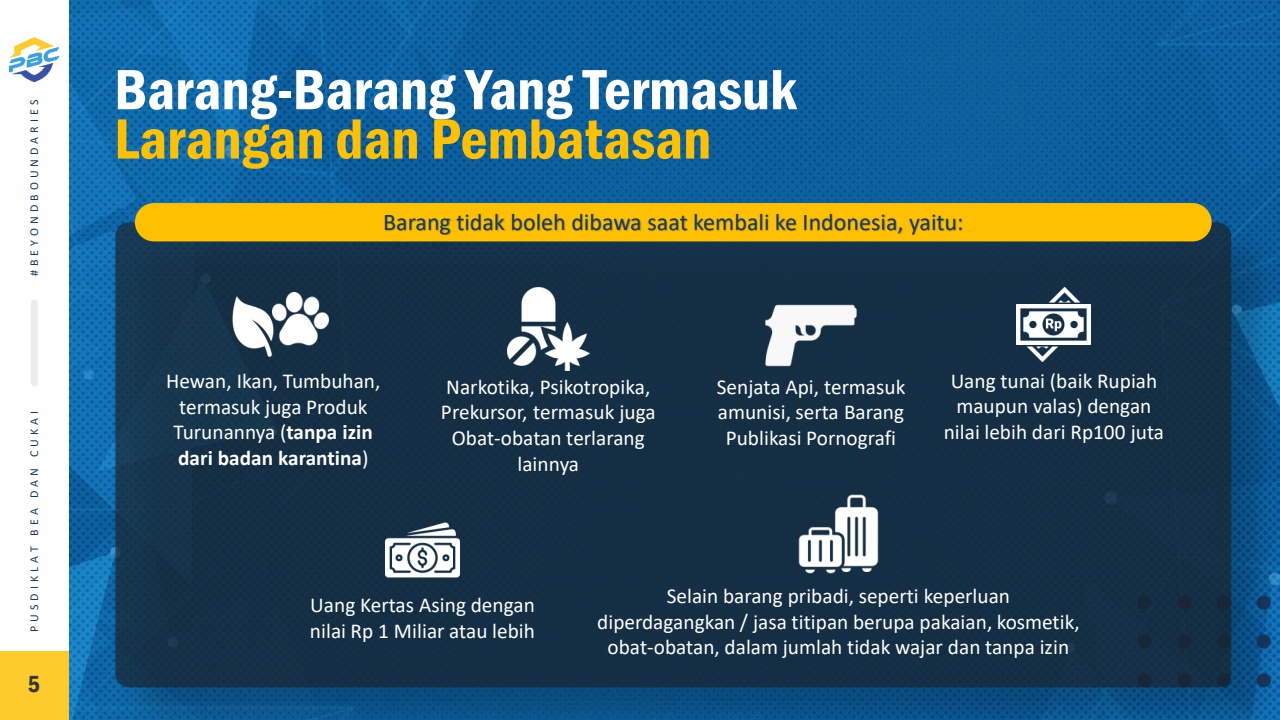 PBC
#BEYONDBOUNDARIES
PUSDIKLAT BEA DAN CUKAI
5
Barang-Barang Yang Termasuk
Larangan dan Pembatasan
Barang tidak boleh dibawa saat kembali ke Indonesia, yaitu:
Hewan, Ikan, Tumbuhan,
termasuk juga Produk
Turunannya (tanpa izin
dari badan karantina)
Narkotika, Psikotropika,
Prekursor, termasuk juga
Obat-obatan terlarang
lainnya
Senjata Api, termasuk
amunisi, serta Barang
Publikasi Pornografi
Rp
Uang tunai (baik Rupiah
maupun valas) dengan
nilai lebih dari Rp100 juta
$
Uang Kertas Asing dengan
nilai Rp 1 Miliar atau lebih
Selain barang pribadi, seperti keperluan
diperdagangkan / jasa titipan berupa pakaian, kosmetik,
obat-obatan, dalam jumlah tidak wajar dan tanpa izin